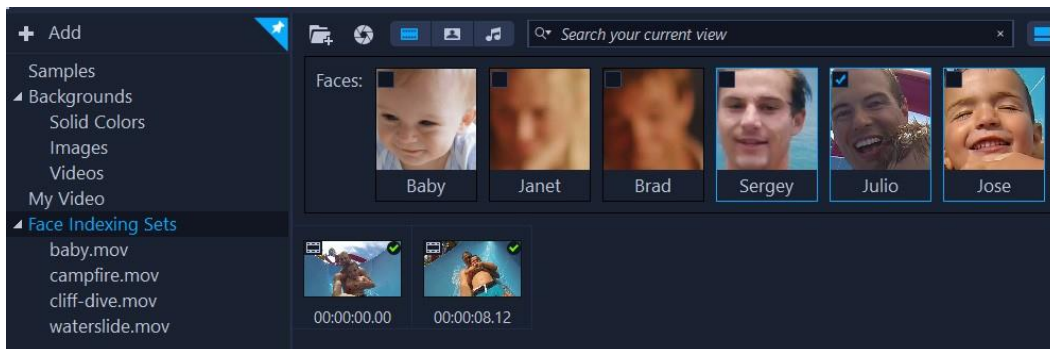 Add
Search your current view
Samples
Backgrounds
Solid Colors
Images
Videos
My Video
Face Indexing Sets
baby.mov
campfire.mov
cliff-dive.mov
waterslide.mov
Faces:
Baby
Janet
Brad
Sergey
Julio
Jose
00:00:00.00
00:00:08.12